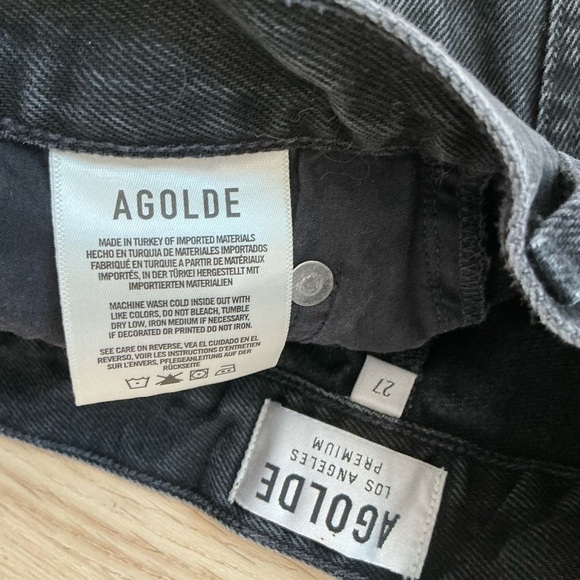 AGOLDE
MADE IN TURKEY OF IMPORTED MATERIALS
HECHO EN TURQUIA DE MATERIALES IMPORTADOS
FABRIQUÉ EN TURQUIE A PARTIR DE MATÉRIAUX
IMPORTÉS, IN DER TÜRKEI HERGESTELLT MIT
IMPORTIERTEN MATERIALIEN
MACHINE WASH COLD INSIDE OUT WITH
LIKE COLORS, DO NOT BLEACH, TUMBLE
DRY LOW, IRON MEDIUM IF NECESSARY,
IF DECORATED OR PRINTED DO NOT IRON.
SEE CARE ON REVERSE, VEA EL CUIDADO EN EL
REVERSO, VOIR LES INSTRUCTIONS D'ENTRETIEN
SUR L'ENVERS, PFLEGEANLEITUNG AUF DER
RÜCKSEITE
27
AGOLDE
LOS ANGELES
PREMIUM